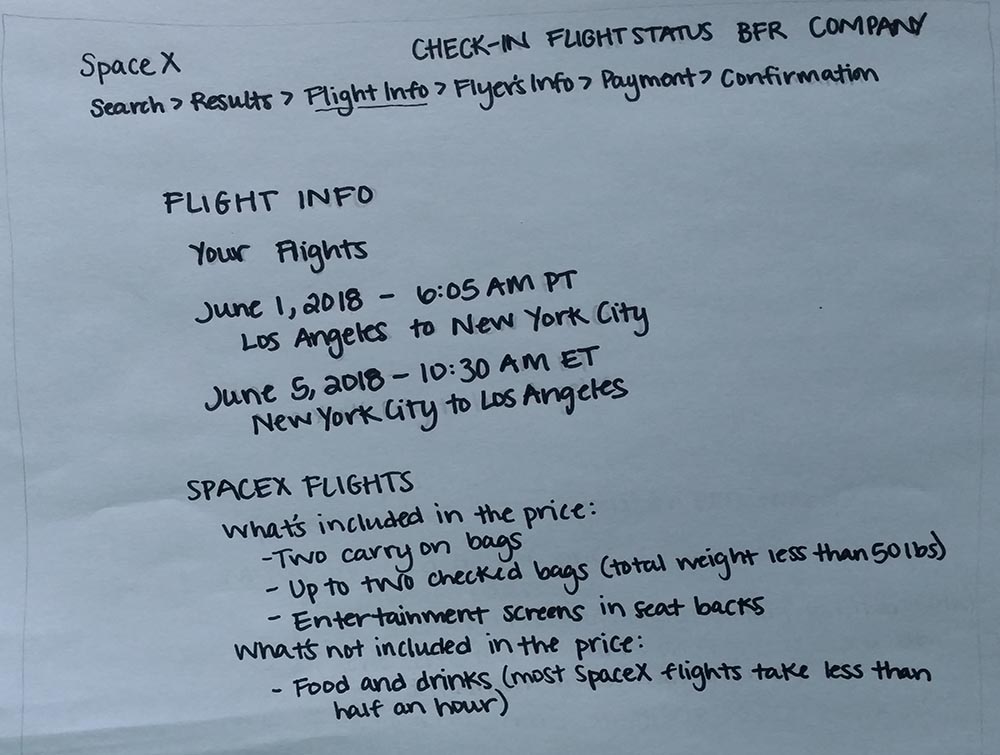 SpaceX
CHECK-IN FLIGHT STATUS BFR COMPANY
Search > Results > Flight Info > Flyer's Info > Payment > Confirmation
FLIGHT INFO
Your Flights
June 1, 2018 - 6:05 AM PT
Los Angeles to New York City
June 5, 2018 - 10:30 AM ET
New York City to Los Angeles
SPACEX FLIGHTS
What's included in the price:
- Two carry on bags
- Up to two checked bags (total weight less than 50 lbs)
- Entertainment screens in seat backs
What's not included in the price:
- Food and drinks (most SpaceX flights take less than
half an hour)